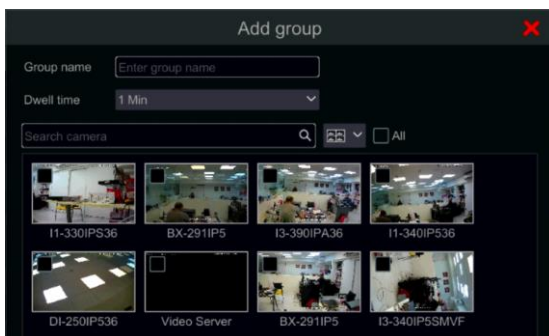 Add group
Group name Enter group name
Dwell time 1 Min
Search camera All
I1-330IPS36 BX-291IP5 I3-390IPA36 I1-340IP536
DI-250IP536 Video Server BX-291IP5 I3-340IP5SMVF